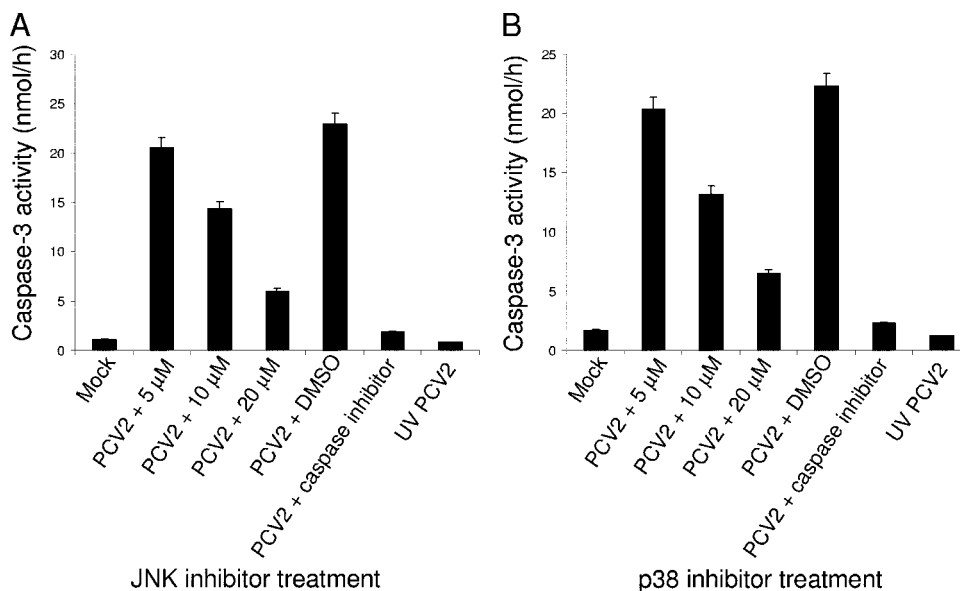 A
Caspase-3 activity (nmol/h)
30
25
20
15
10
5
0
Mock
PCV2 + 5 µM
PCV2 + 10 µM
PCV2 + 20 µM
PCV2 + DMSO
PCV2 + caspase inhibitor
UV PCV2
JNK inhibitor treatment
B
Caspase-3 activity (nmol/h)
25
20
15
10
5
0
Mock
PCV2 + 5 µM
PCV2 + 10 µM
PCV2 + 20 µM
PCV2 + DMSO
PCV2 + caspase inhibitor
UV PCV2
p38 inhibitor treatment